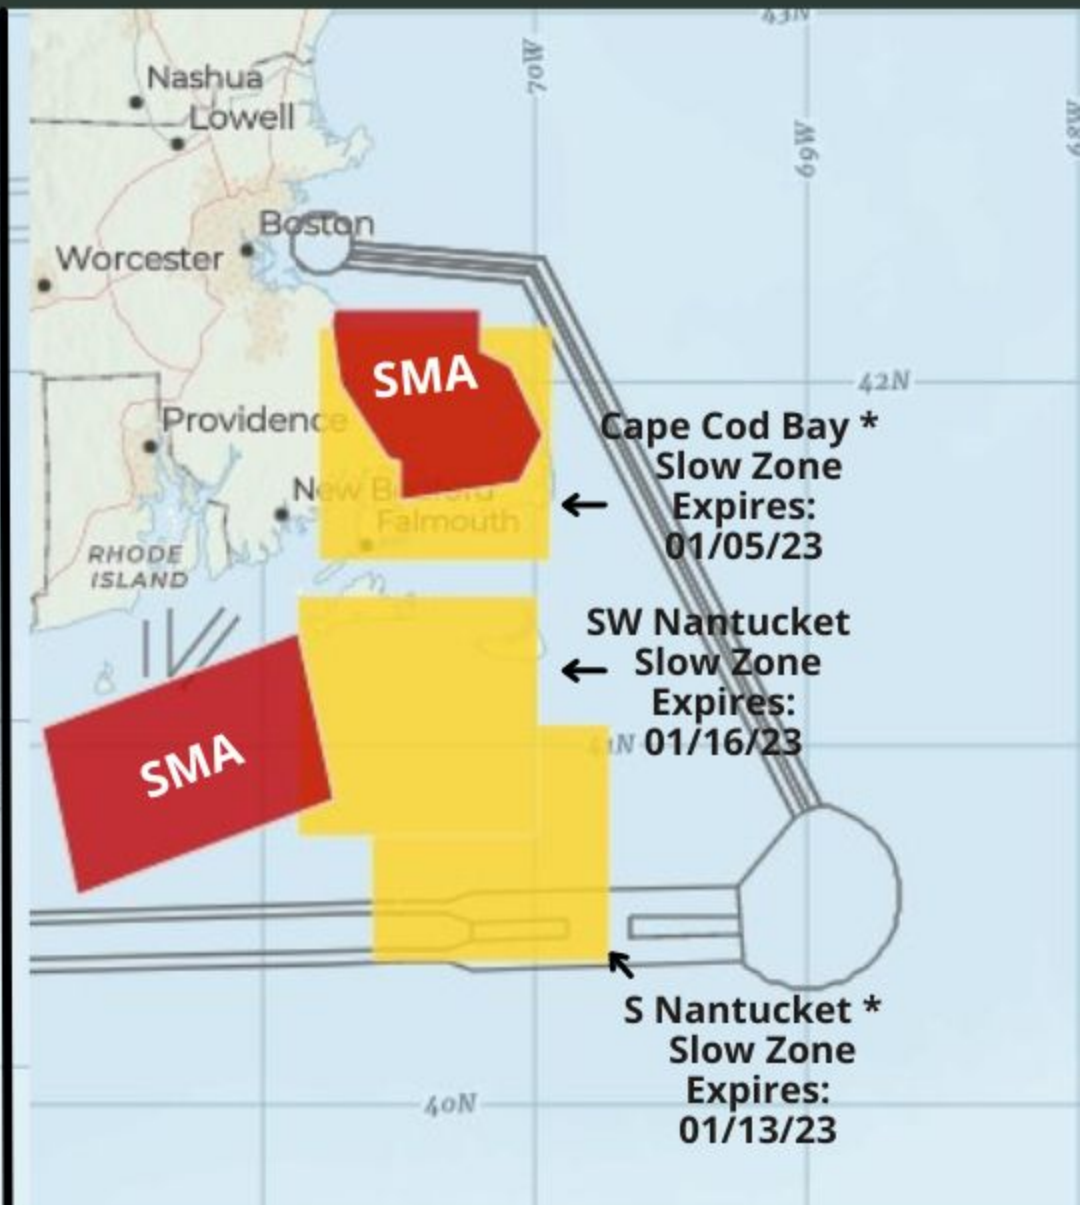 43N
70W
69W
68W
Nashua
Lowell
Boston
Worcester
SMA
42N
Providence
Cape Cod Bay *
Slow Zone
Expires:
01/05/23
New Bedford
Falmouth
RHODE
ISLAND
SW Nantucket
Slow Zone
Expires:
01/16/23
41N
SMA
S Nantucket *
Slow Zone
Expires:
01/13/23
40N